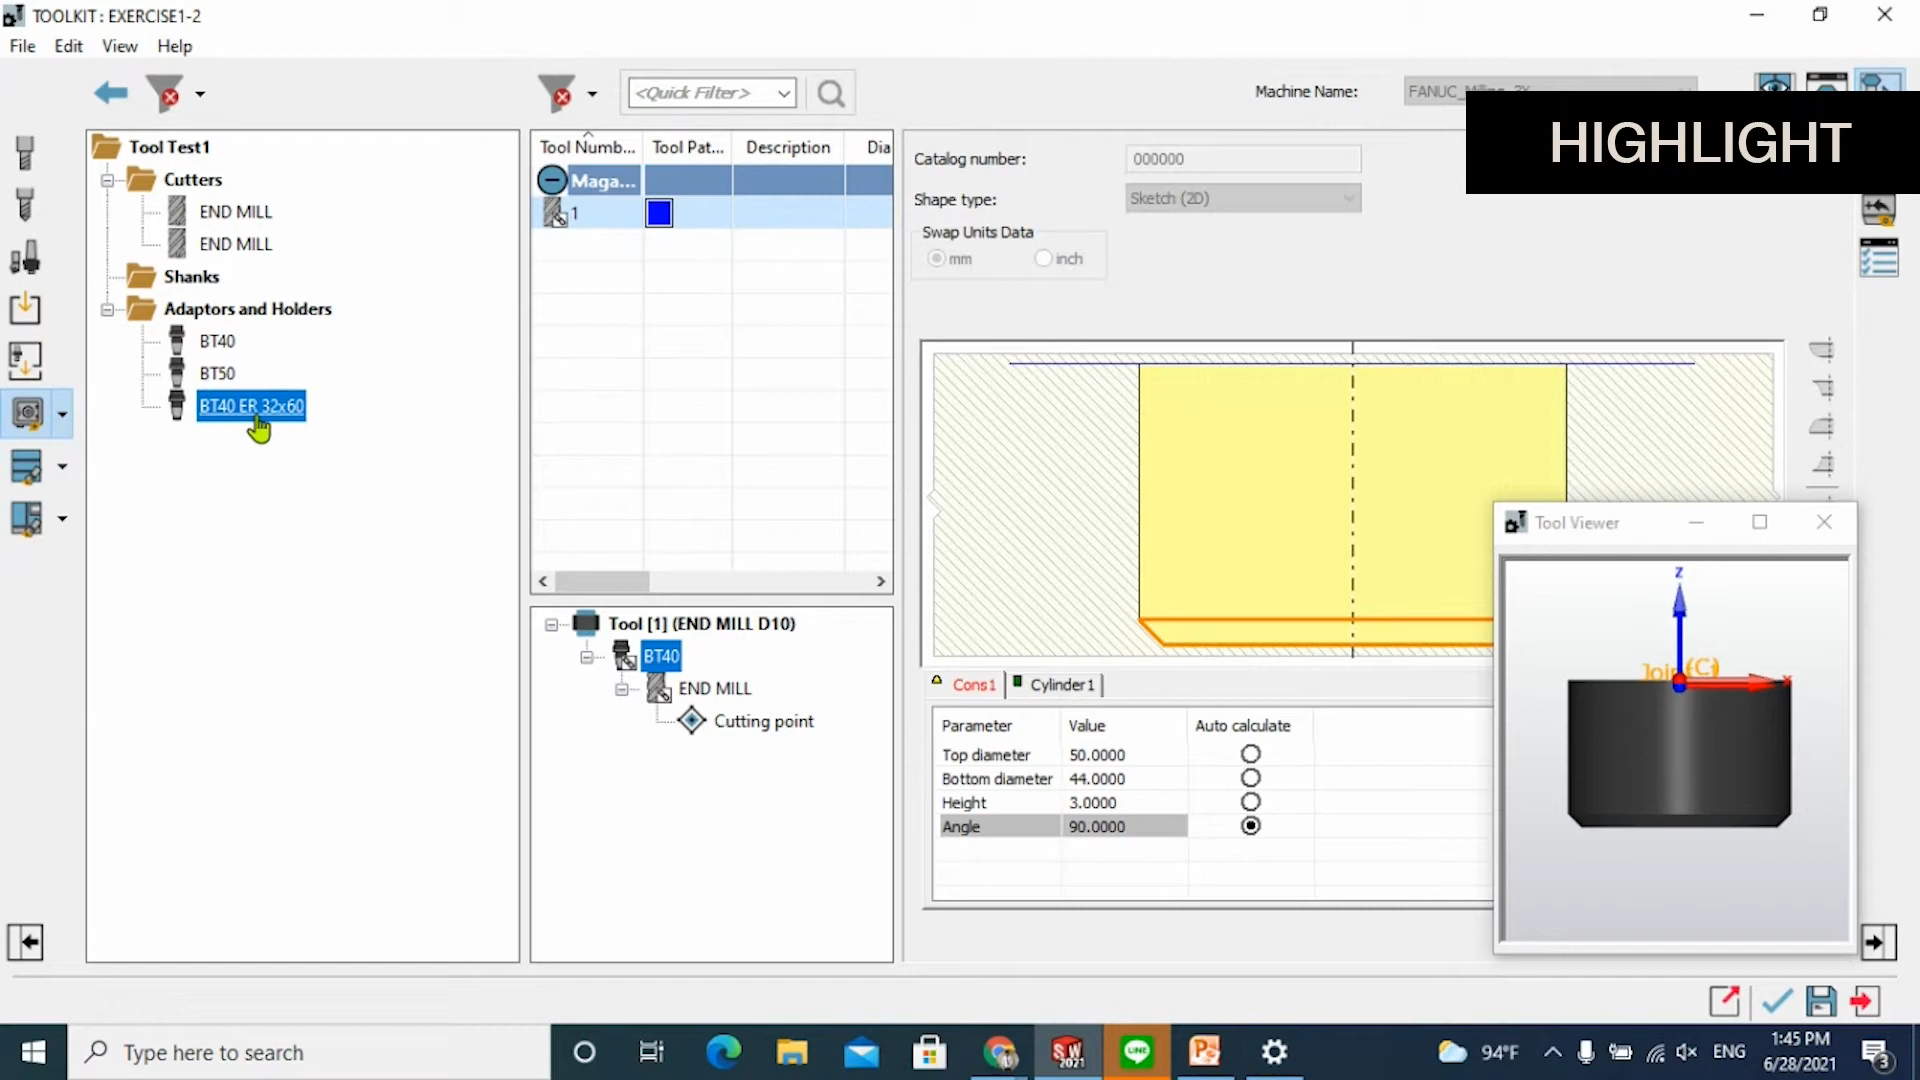 TOOLKIT : EXERCISE1-2
File Edit View Help
<Quick Filter>
Machine Name:
HIGHLIGHT
Tool Test1
Cutters
END MILL
END MILL
Shanks
Adaptors and Holders
BT40
BT50
BT40 ER 32x60
Tool Numb... Tool Pat... Description Dia
Maga...
1
Tool [1] (END MILL D10)
BT40
END MILL
Cutting point
Catalog number: 000000
Shape type: Sketch (2D)
Swap Units Data
mm inch
Cons1 Cylinder1
Parameter Value Auto calculate
Top diameter 50.0000
Bottom diameter 44.0000
Height 3.0000
Angle 90.0000
Tool Viewer
Z
X
Type here to search
SW
2021
LINE
94°F
ENG
1:45 PM
6/28/2021
3